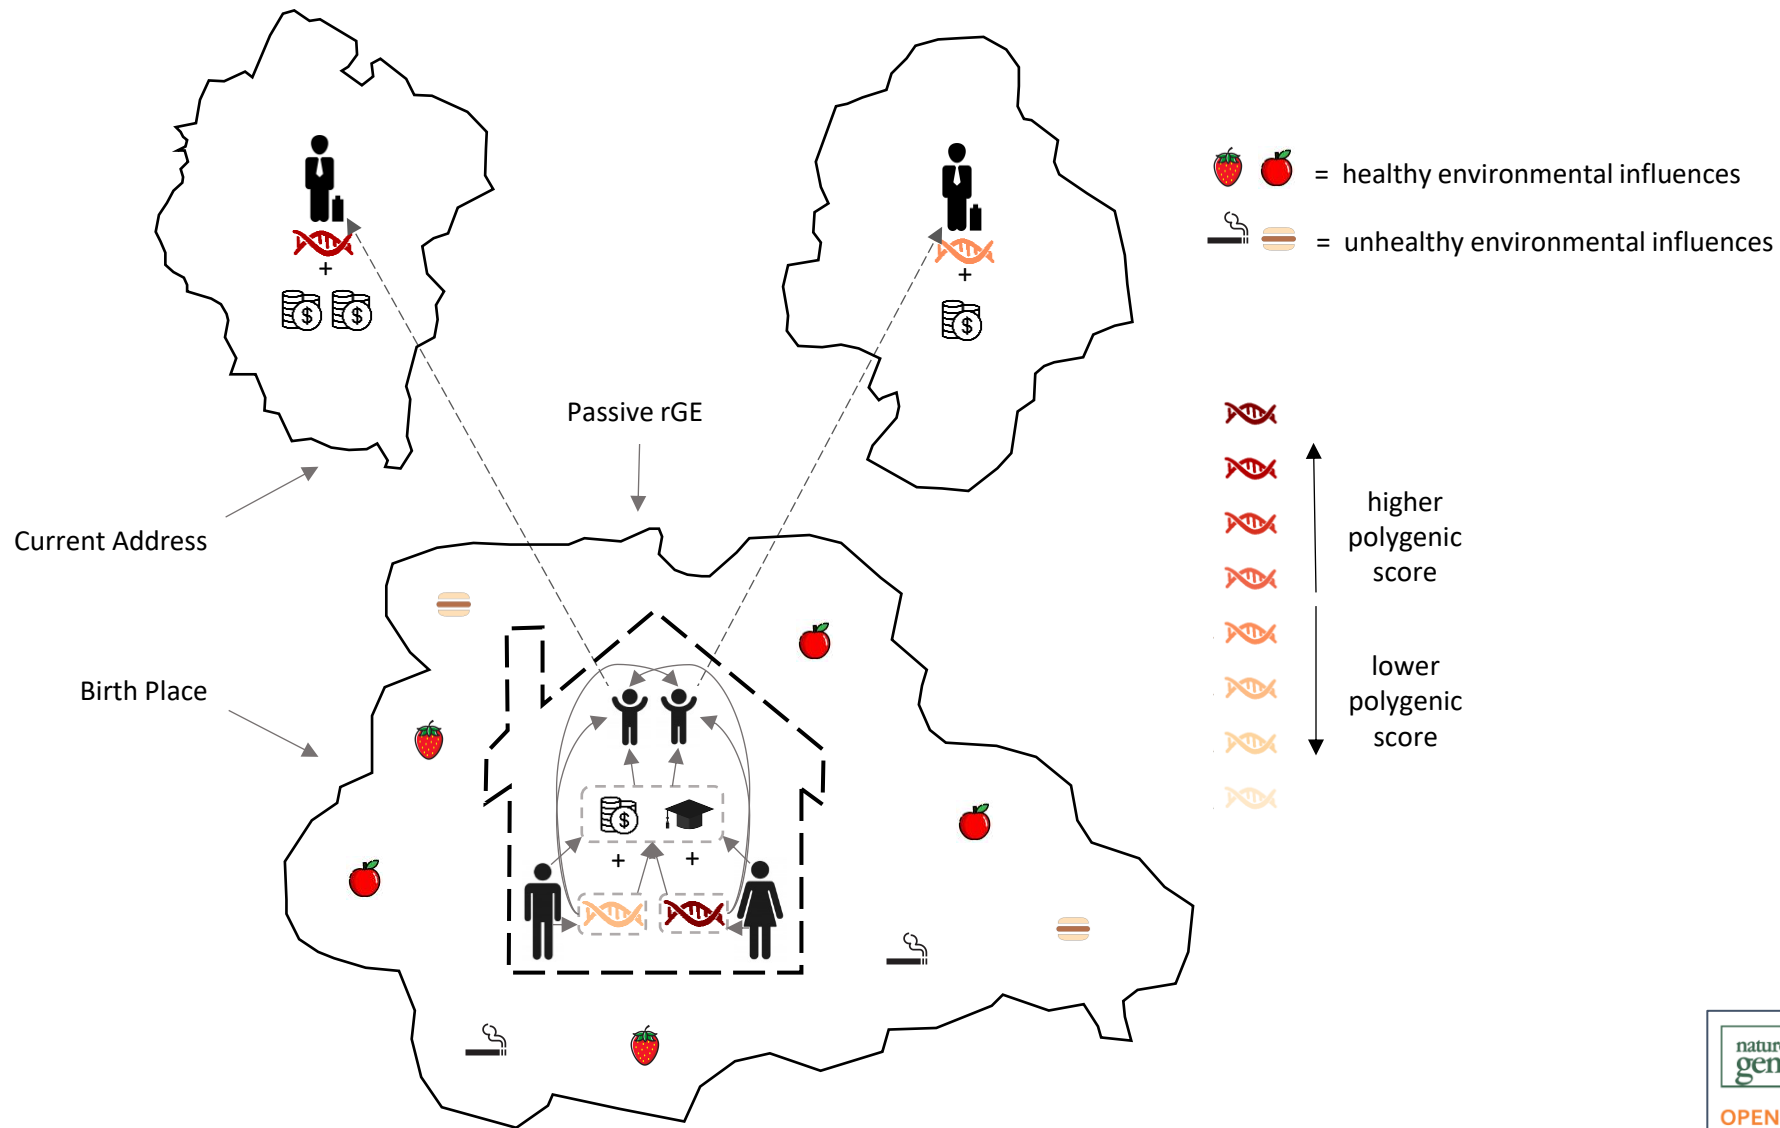 = healthy environmental influences
= unhealthy environmental influences
+
$ $
+
$
Passive rGE
Current Address
higher
polygenic
score
lower
polygenic
score
Birth Place
$
+ +
OPEN